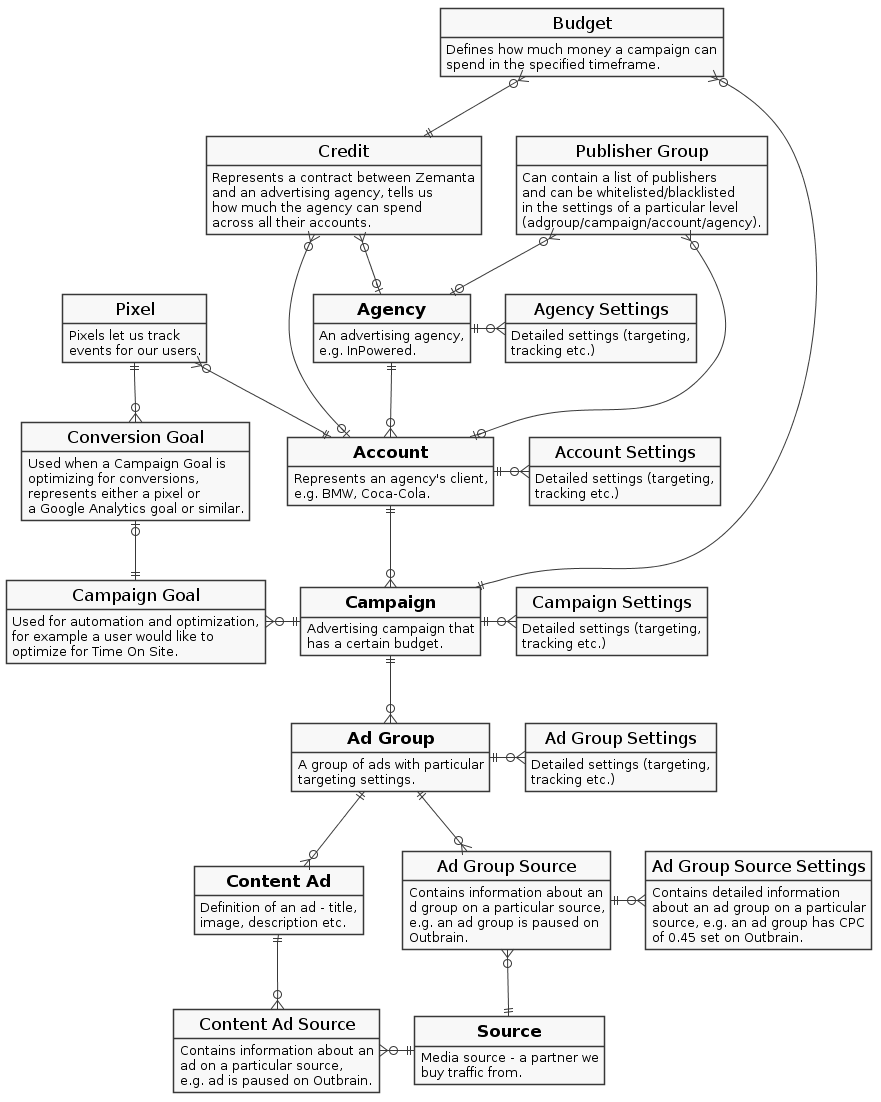 Budget
Defines how much money a campaign can
spend in the specified timeframe.
Credit
Represents a contract between Zemanta
and an advertising agency, tells us
how much the agency can spend
across all their accounts.
Publisher Group
Can contain a list of publishers
and can be whitelisted/blacklisted
in the settings of a particular level
(adgroup/campaign/account/agency).
Pixel
Pixels let us track
events for our users.
Agency
An advertising agency,
e.g. InPowered.
Agency Settings
Detailed settings (targeting,
tracking etc.)
Conversion Goal
Used when a Campaign Goal is
optimizing for conversions,
represents either a pixel or
a Google Analytics goal or similar.
Account
Represents an agency's client,
e.g. BMW, Coca-Cola.
Account Settings
Detailed settings (targeting,
tracking etc.)
Campaign Goal
Used for automation and optimization,
for example a user would like to
optimize for Time On Site.
Campaign
Advertising campaign that
has a certain budget.
Campaign Settings
Detailed settings (targeting,
tracking etc.)
Ad Group
A group of ads with particular
targeting settings.
Ad Group Settings
Detailed settings (targeting,
tracking etc.)
Content Ad
Definition of an ad - title,
image, description etc.
Ad Group Source
Contains information about an
d group on a particular source,
e.g. an ad group is paused on
Outbrain.
Ad Group Source Settings
Contains detailed information
about an ad group on a particular
source, e.g. an ad group has CPC
of 0.45 set on Outbrain.
Content Ad Source
Contains information about an
ad on a particular source,
e.g. ad is paused on Outbrain.
Source
Media source - a partner we
buy traffic from.